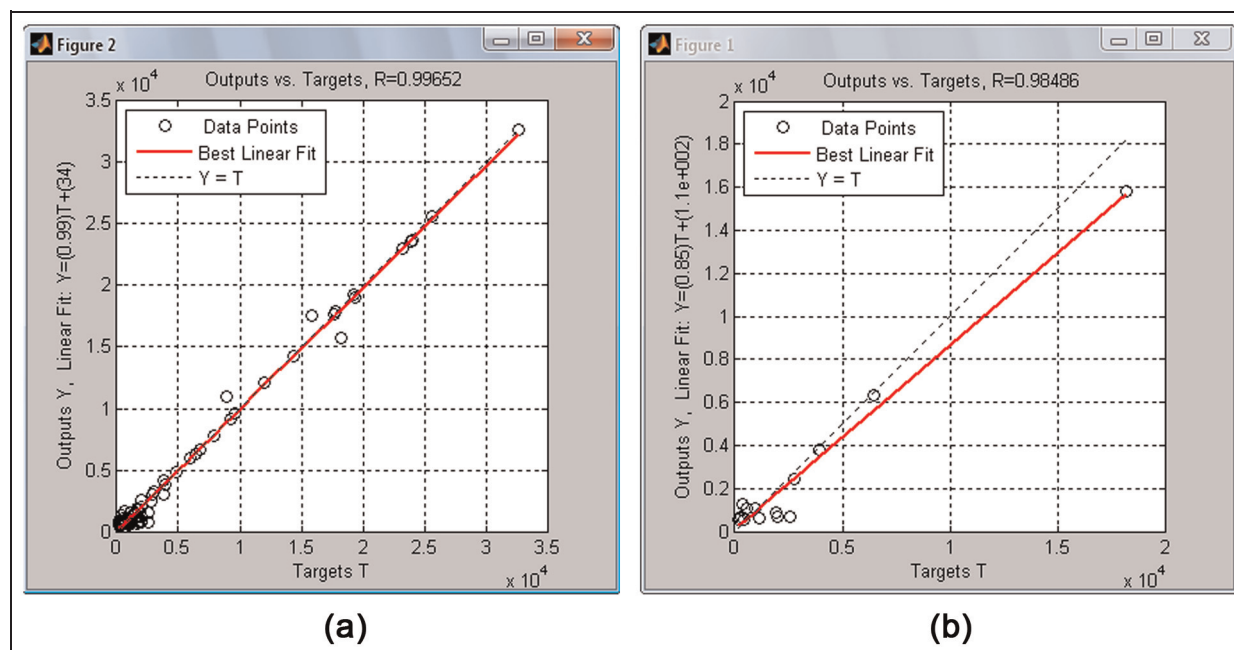 Figure 2
x 10^4
Outputs vs. Targets, R=0.99652
3.5
3
2.5
2
1.5
1
0.5
0
Data Points
Best Linear Fit
Y = T
Outputs Y, Linear Fit: Y=(0.99)T+(34)
0 0.5 1 1.5 2 2.5 3 3.5
Targets T
x 10^4
(a)
Figure 1
x 10^4
Outputs vs. Targets, R=0.98486
2
1.8
1.6
1.4
1.2
1
0.8
0.6
0.4
0.2
0
Data Points
Best Linear Fit
Y = T
Outputs Y, Linear Fit: Y=(0.85)T+(1.1e+002)
0 0.5 1 1.5 2
Targets T
x 10^4
(b)